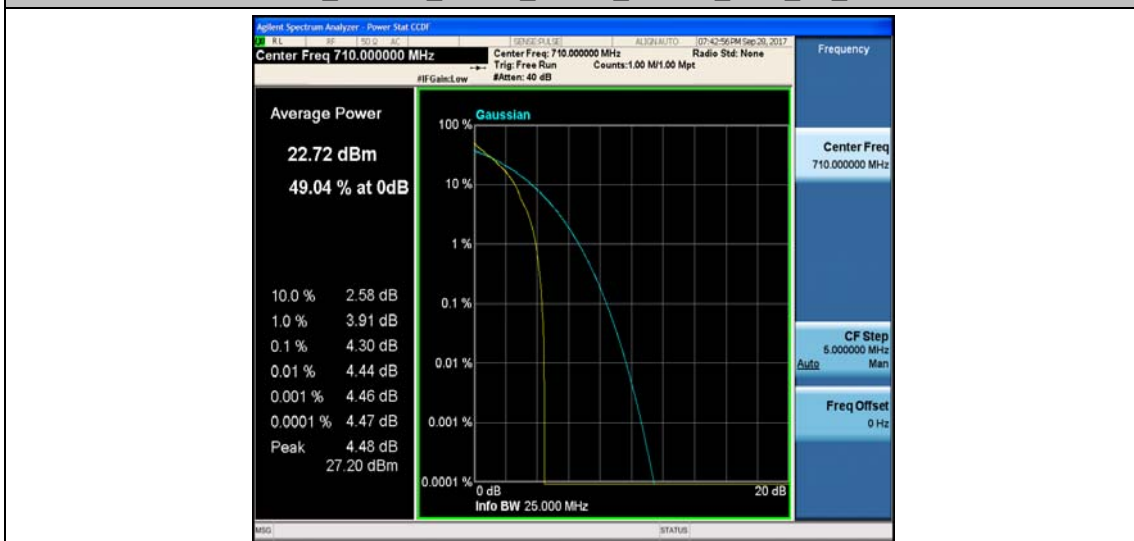 Agilent Spectrum Analyzer - Power Stat CCDF
RL RF 50 Ω AC SENSE:PULSE ALIGN AUTO 07:42:56 PM Sep 28, 2017
Center Freq 710.000000 MHz
Center Freq: 710.000000 MHz Radio Std: None
Trig: Free Run Counts:1.00 M/1.00 Mpt
#IFGain:Low #Atten: 40 dB
Frequency
Average Power
22.72 dBm
49.04 % at 0dB
10.0 % 2.58 dB
1.0 % 3.91 dB
0.1 % 4.30 dB
0.01 % 4.44 dB
0.001 % 4.46 dB
0.0001 % 4.47 dB
Peak 4.48 dB
27.20 dBm
Gaussian
100 %
10 %
1 %
0.1 %
0.01 %
0.001 %
0.0001 %
0 dB 20 dB
Info BW 25.000 MHz
Center Freq
710.000000 MHz
CF Step
5.000000 MHz
Auto Man
Freq Offset
0 Hz
MSG STATUS